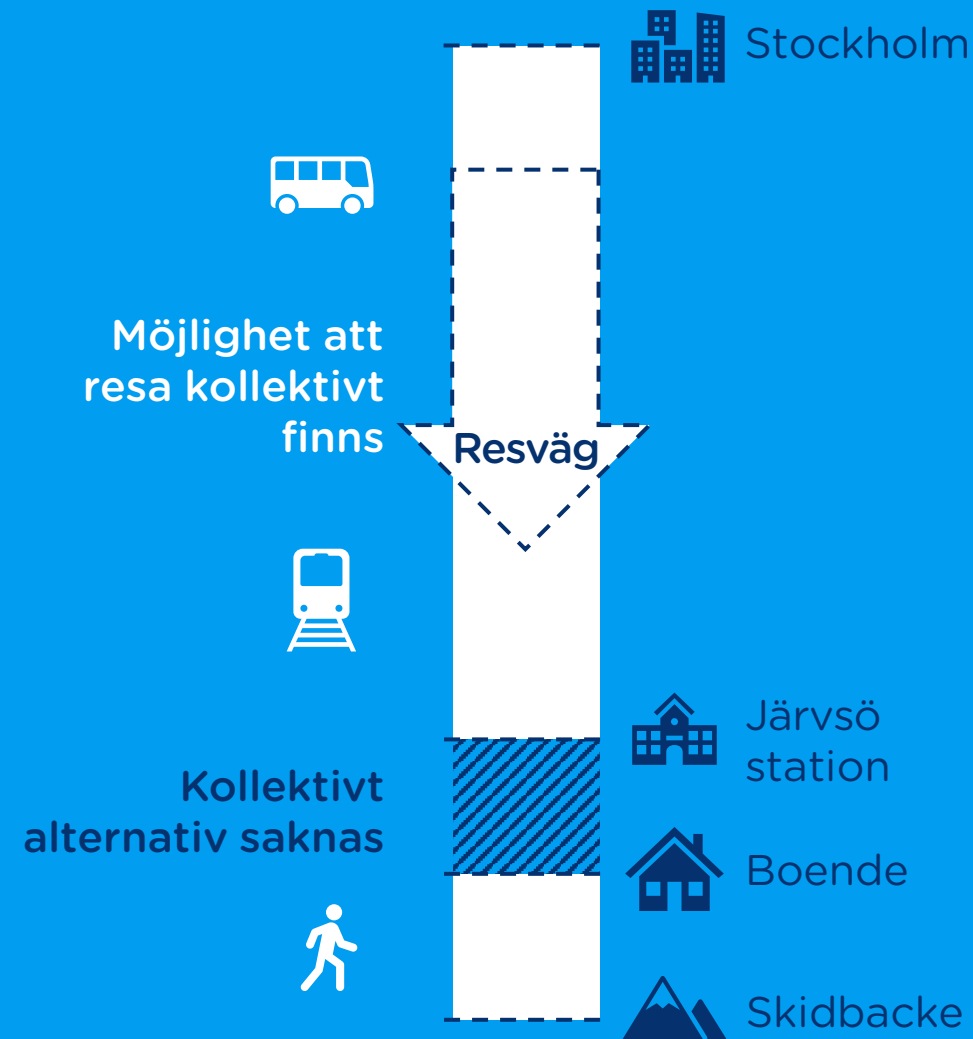 Stockholm
Möjlighet att
resa kollektivt
finns
Resväg
Järvsö
station
Kollektivt
alternativ saknas
Boende
Skidbacke